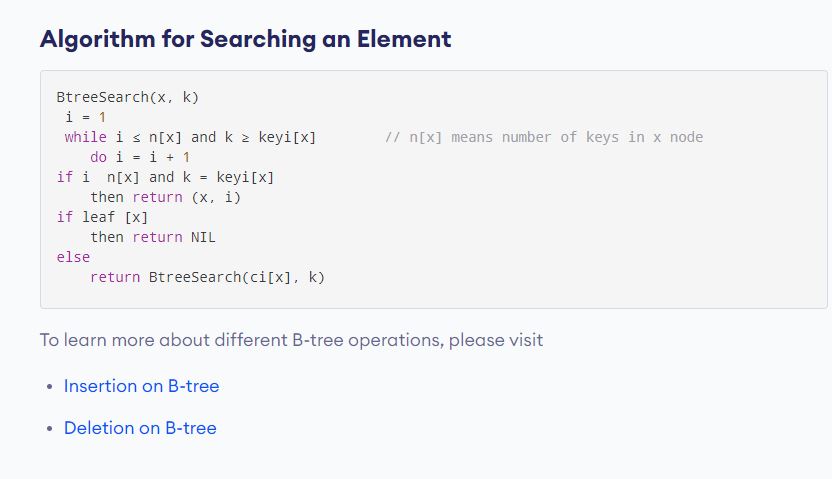 Algorithm for Searching an Element
BtreeSearch(x, k)
i = 1
while i ≤ n[x] and k ≥ keyi[x] // n[x] means number of keys in x node
do i = i + 1
if i n[x] and k = keyi[x]
then return (x, i)
if leaf [x]
then return NIL
else
return BtreeSearch(ci[x], k)
To learn more about different B-tree operations, please visit
• Insertion on B-tree
• Deletion on B-tree